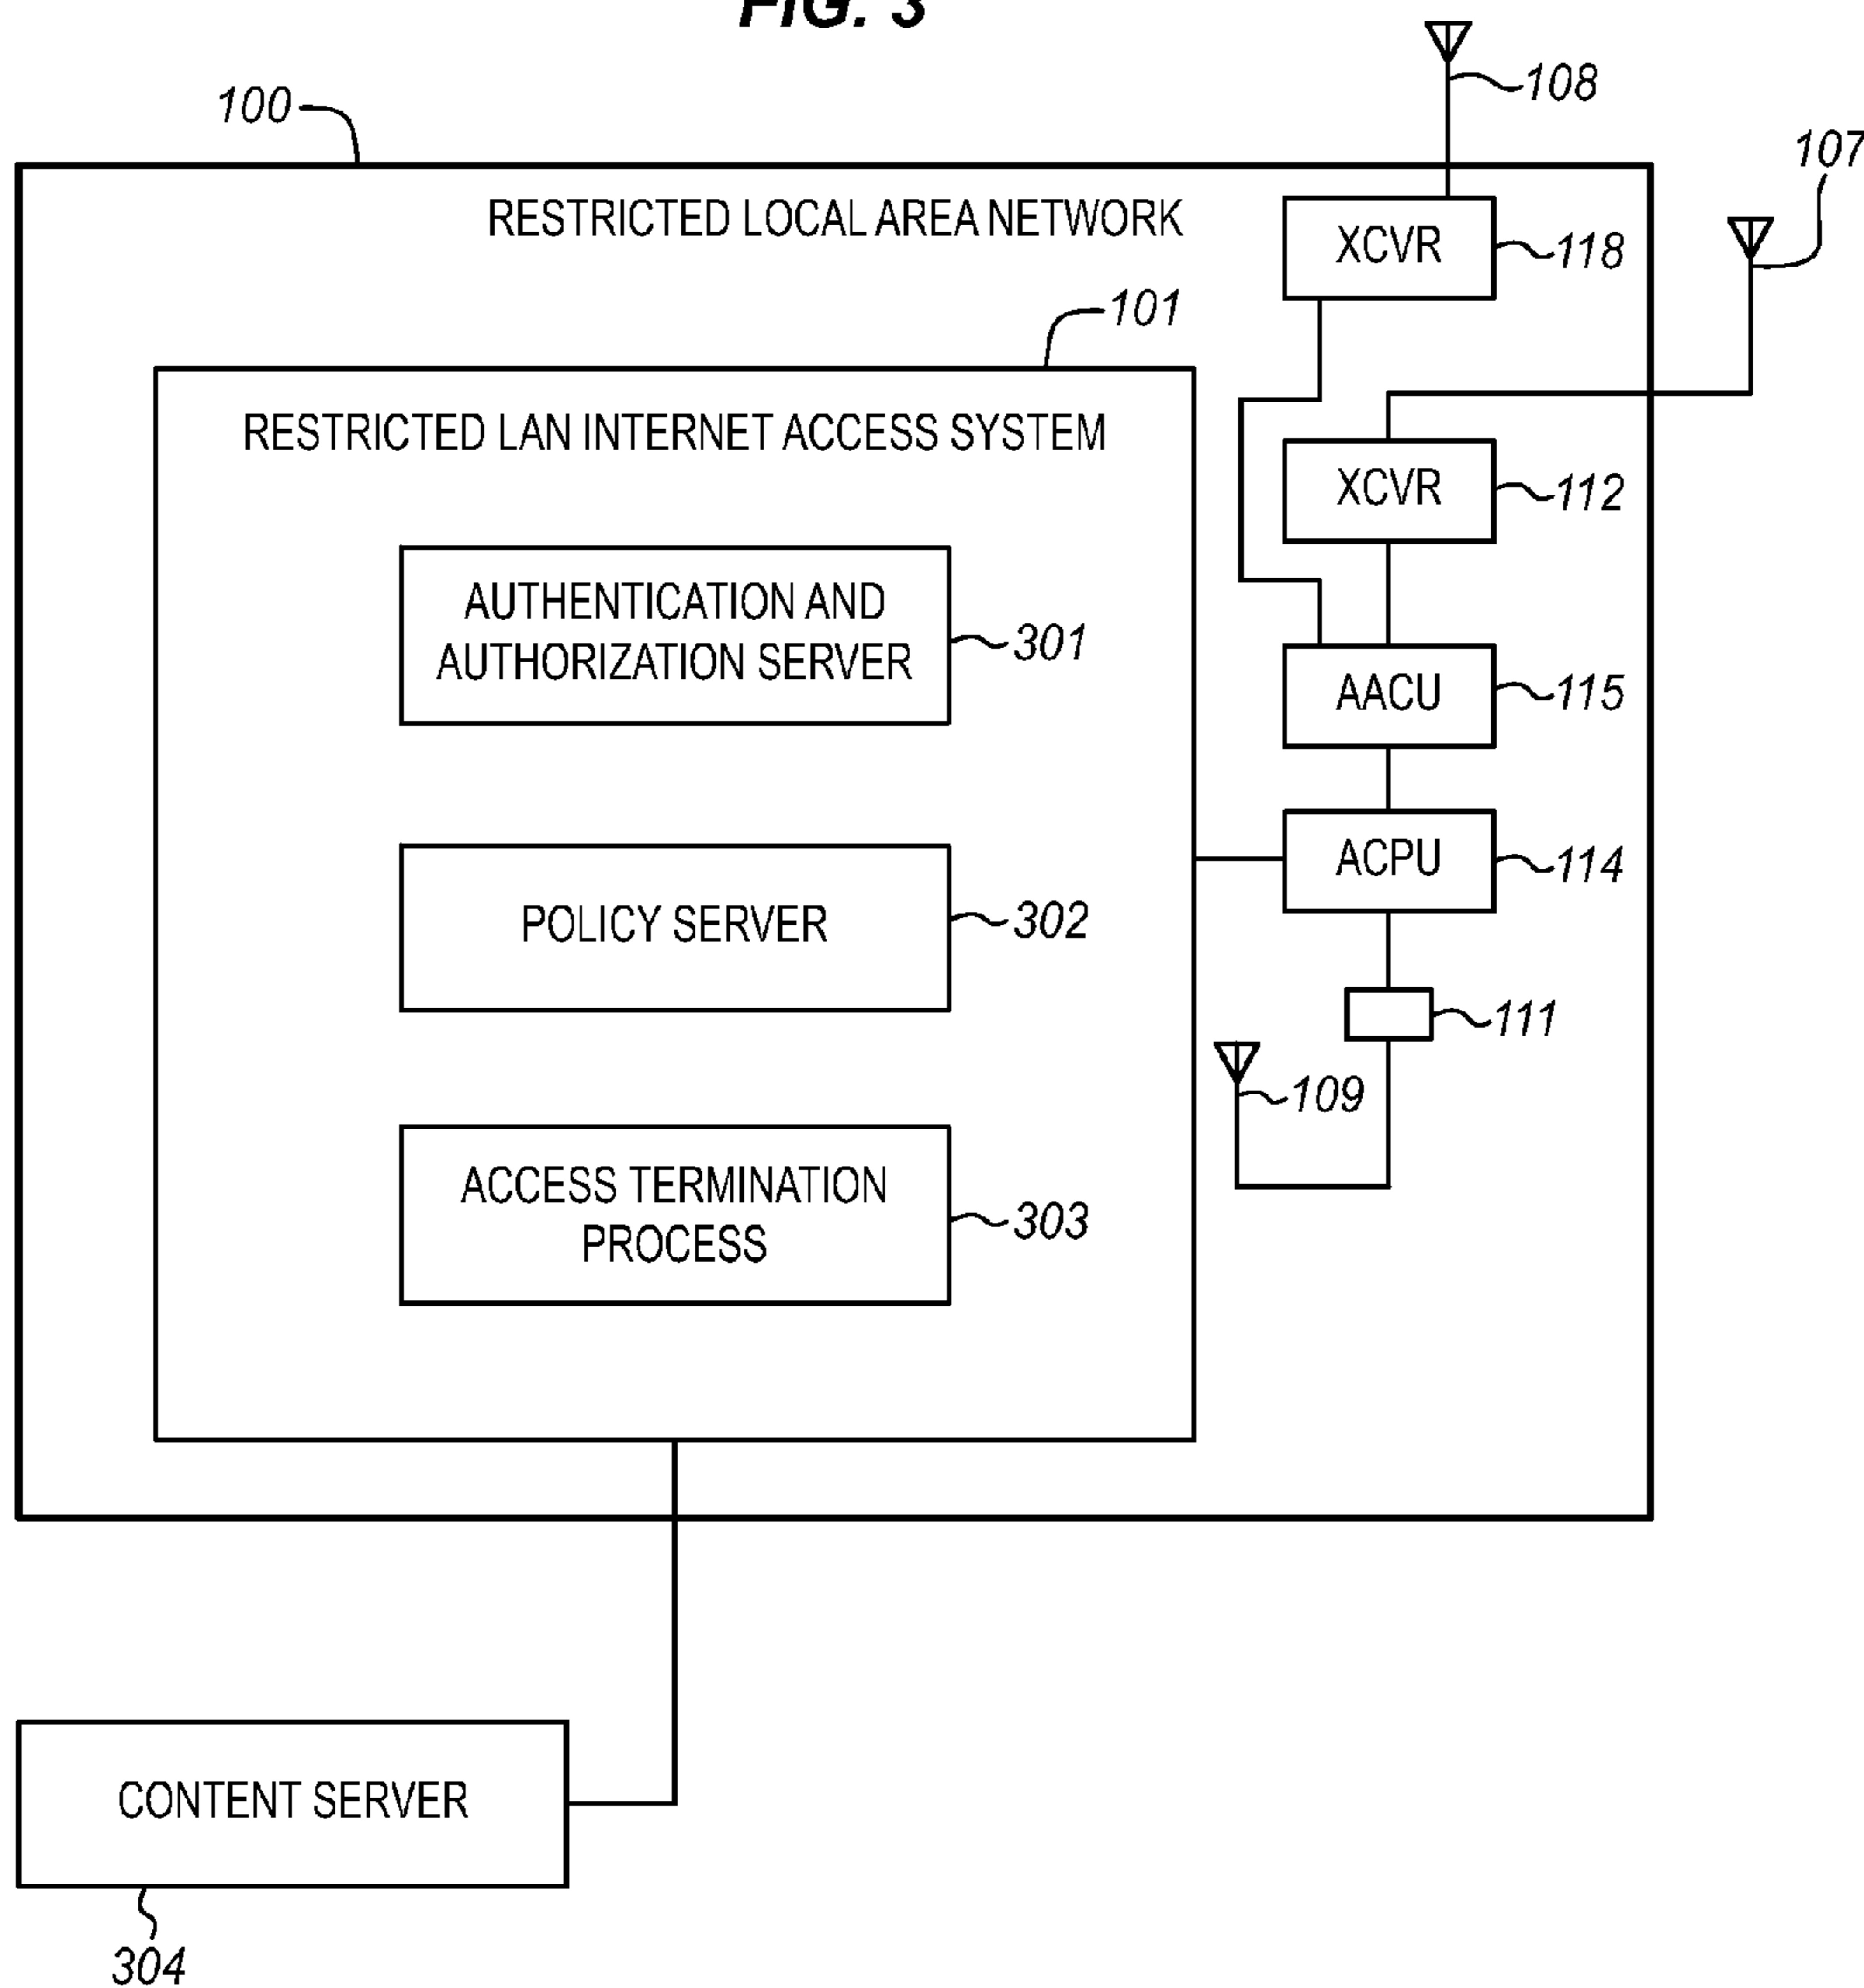 FIG. 3
108
100
107
RESTRICTED LOCAL AREA NETWORK
XCVR
118
101
RESTRICTED LAN INTERNET ACCESS SYSTEM
XCVR
112
AUTHENTICATION AND
AUTHORIZATION SERVER
301
AACU
115
ACPU
114
POLICY SERVER
302
111
109
ACCESS TERMINATION
PROCESS
303
CONTENT SERVER
304